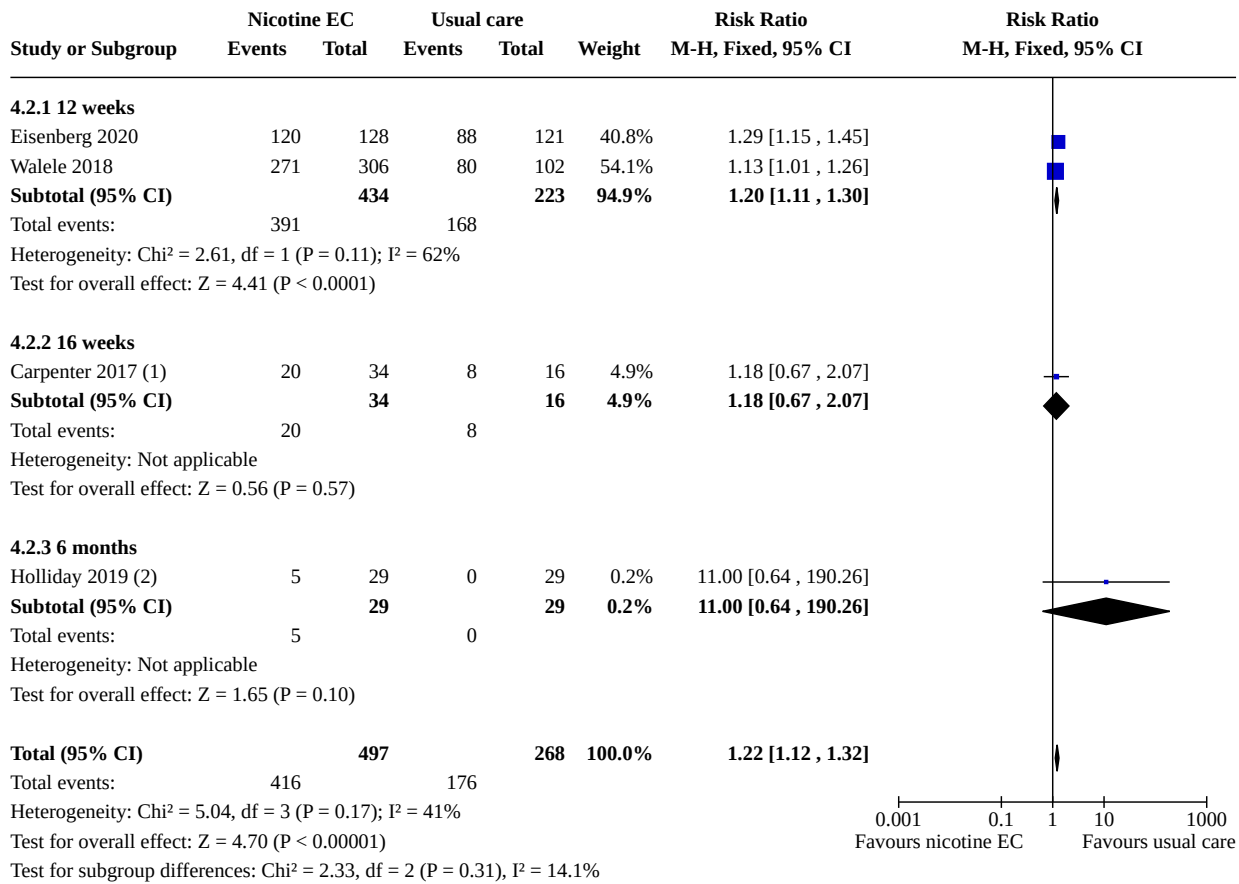 Nicotine EC Usual care Risk Ratio Risk Ratio
Study or Subgroup Events Total Events Total Weight M-H, Fixed, 95% CI M-H, Fixed, 95% CI
4.2.1 12 weeks
Eisenberg 2020 120 128 88 121 40.8% 1.29 [1.15 , 1.45]
Walele 2018 271 306 80 102 54.1% 1.13 [1.01 , 1.26]
Subtotal (95% CI) 434 223 94.9% 1.20 [1.11 , 1.30]
Total events: 391 168
Heterogeneity: Chi² = 2.61, df = 1 (P = 0.11); I² = 62%
Test for overall effect: Z = 4.41 (P < 0.0001)
4.2.2 16 weeks
Carpenter 2017 (1) 20 34 8 16 4.9% 1.18 [0.67 , 2.07]
Subtotal (95% CI) 34 16 4.9% 1.18 [0.67 , 2.07]
Total events: 20 8
Heterogeneity: Not applicable
Test for overall effect: Z = 0.56 (P = 0.57)
4.2.3 6 months
Holliday 2019 (2) 5 29 0 29 0.2% 11.00 [0.64 , 190.26]
Subtotal (95% CI) 29 29 0.2% 11.00 [0.64 , 190.26]
Total events: 5 0
Heterogeneity: Not applicable
Test for overall effect: Z = 1.65 (P = 0.10)
Total (95% CI) 497 268 100.0% 1.22 [1.12 , 1.32]
Total events: 416 176
Heterogeneity: Chi² = 5.04, df = 3 (P = 0.17); I² = 41%
Test for overall effect: Z = 4.70 (P < 0.00001)
Test for subgroup differences: Chi² = 2.33, df = 2 (P = 0.31), I² = 14.1%
0.001 0.1 1 10 1000
Favours nicotine EC Favours usual care